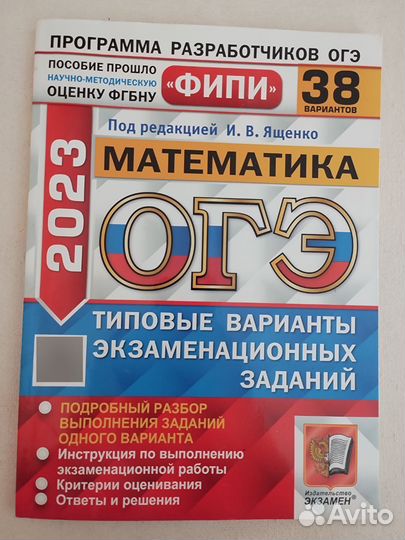 ПРОГРАММА РАЗРАБОТЧИКОВ ОГЭ
ПОСОБИЕ ПРОШЛО
НАУЧНО-МЕТОДИЧЕСКУЮ
ОЦЕНКУ ФГБНУ
«ФИПИ»
38
ВАРИАНТОВ
Под редакцией И. В. Ященко
2023
МАТЕМАТИКА
ОГЭ
ТИПОВЫЕ ВАРИАНТЫ
ЭКЗАМЕНАЦИОННЫХ
ЗАДАНИЙ
ПОДРОБНЫЙ РАЗБОР
ВЫПОЛНЕНИЯ ЗАДАНИЙ
ОДНОГО ВАРИАНТА
Инструкция по выполнению
экзаменационной работы
Критерии оценивания
Ответы и решения
Издательство
ЭКЗАМЕН®
Avito